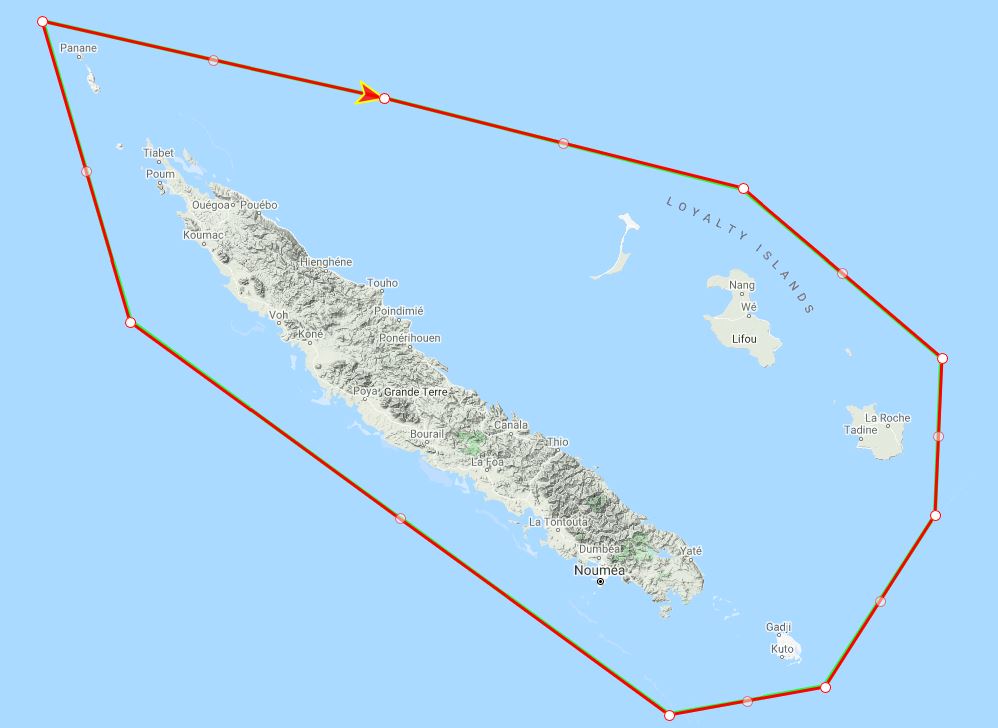 Panane
Tiabet
Poum
Ouégoa
Pouébo
LOYALTY ISLANDS
Koumac
Hienghéne
Touho
Nang
Wé
Voh
Poindimié
Koné
Ponérihouen
Lifou
Poya
Grande Terre
La Roche
Tadine
Bourail
Canala
Thio
La Foa
La Tontouta
Dumbéa
Yaté
Nouméa
Gadji
Kuto